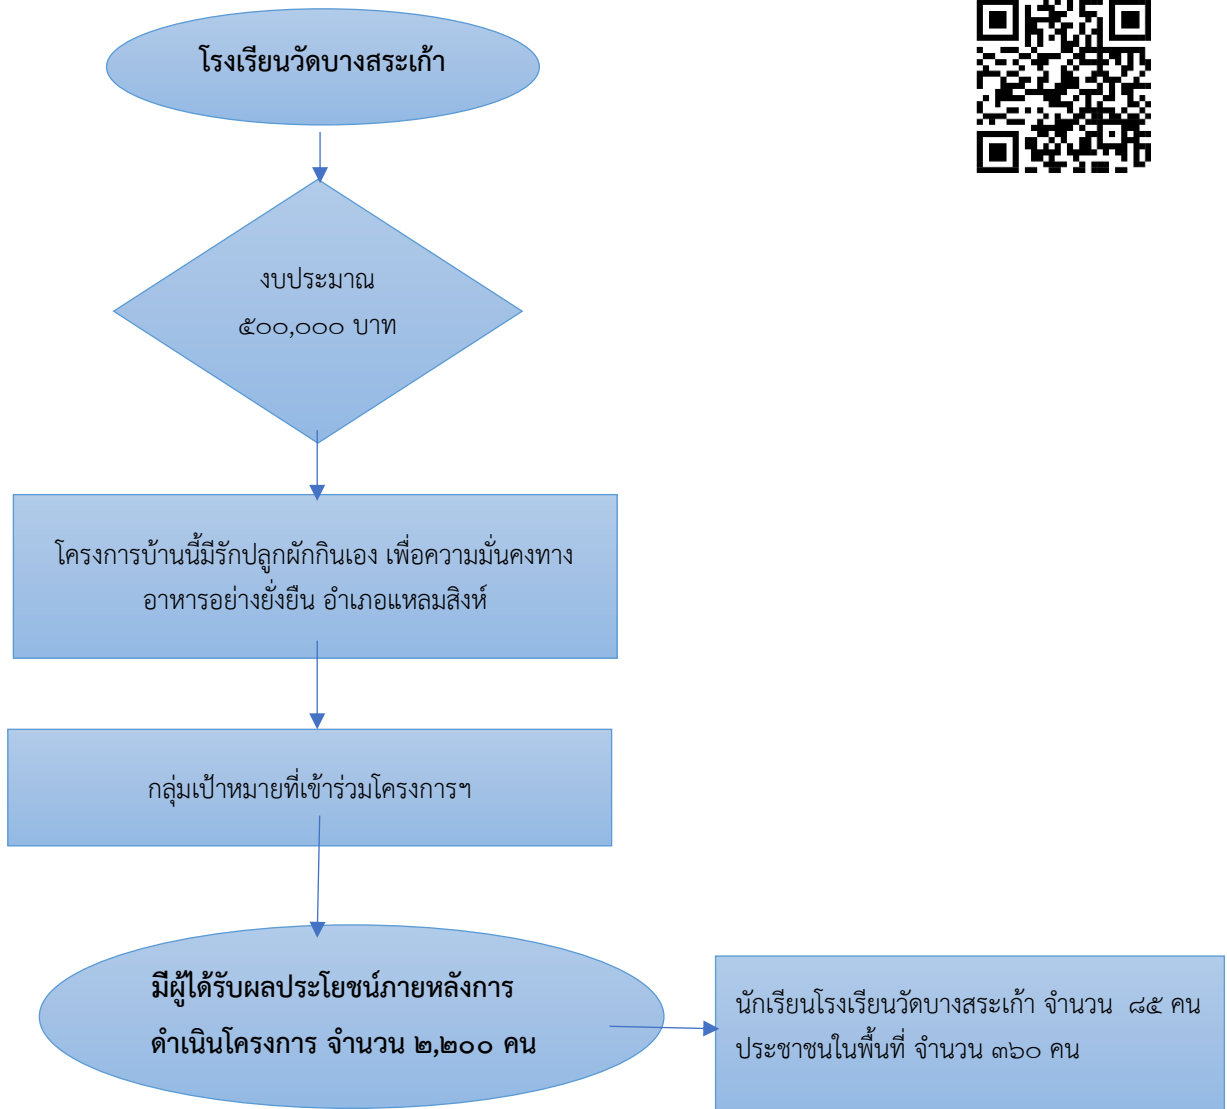 โรงเรียนวัดบางสระเก้า
งบประมาณ
๕๐๐,๐๐๐ บาท
โครงการบ้านนี้มีรักปลูกผักกินเอง เพื่อความมั่นคงทาง
อาหารอย่างยั่งยืน อำเภอแหลมสิงห์
กลุ่มเป้าหมายที่เข้าร่วมโครงการฯ
มีผู้ได้รับผลประโยชน์ภายหลังการ
ดำเนินโครงการ จำนวน ๒,๒๐๐ คน
นักเรียนโรงเรียนวัดบางสระเก้า จำนวน ๘๕ คน
ประชาชนในพื้นที่ จำนวน ๓๖๐ คน